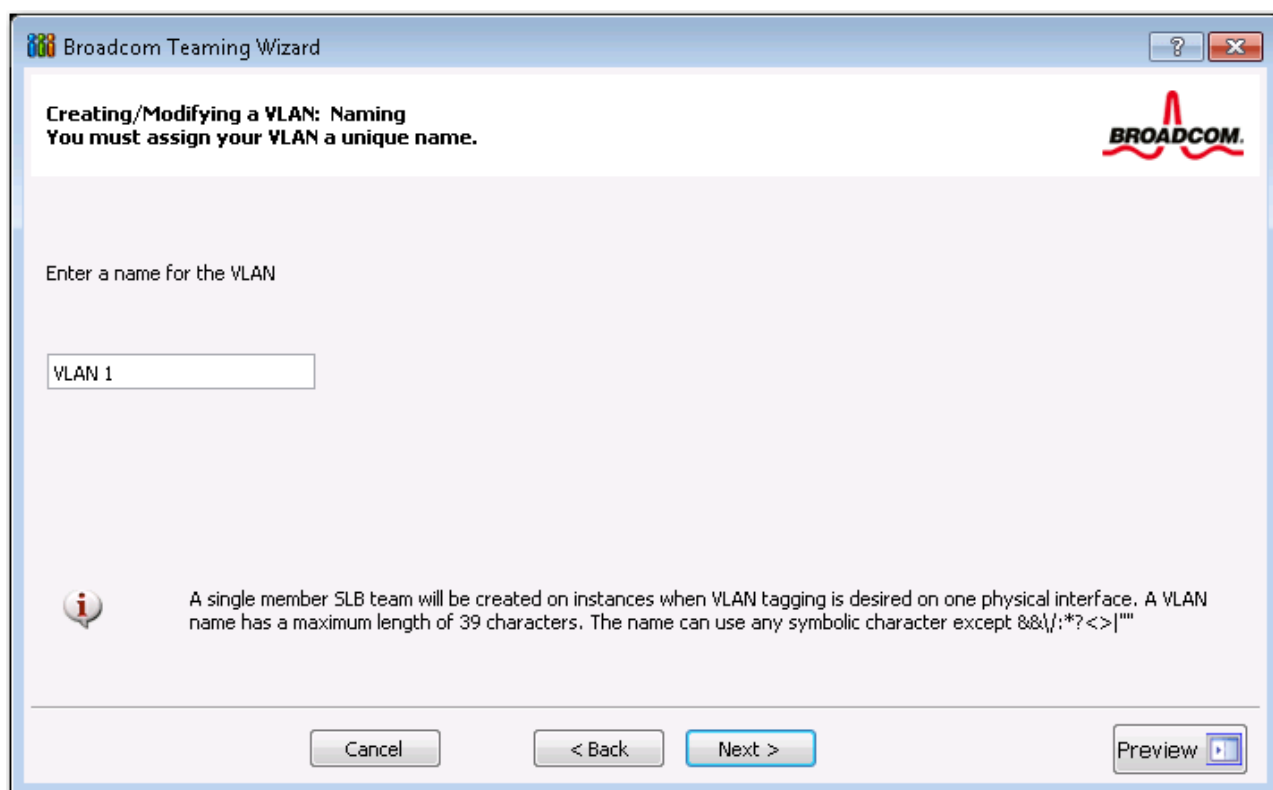 Broadcom Teaming Wizard
Creating/Modifying a VLAN: Naming
You must assign your VLAN a unique name.
BROADCOM.
Enter a name for the VLAN
VLAN 1
A single member SLB team will be created on instances when VLAN tagging is desired on one physical interface. A VLAN
name has a maximum length of 39 characters. The name can use any symbolic character except &&\/:*?<>|""
Cancel
< Back
Next >
Preview